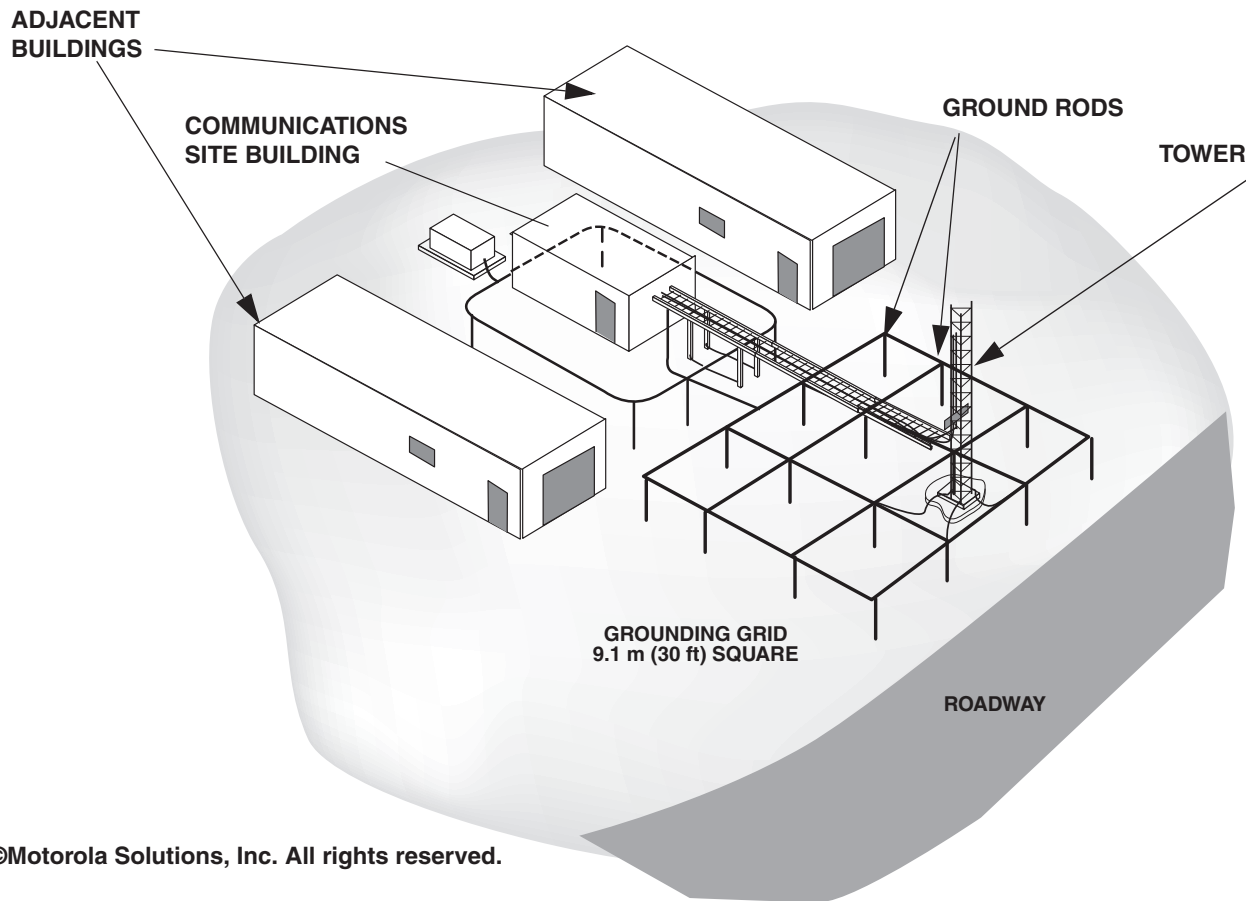 ADJACENT
BUILDINGS
COMMUNICATIONS
SITE BUILDING
GROUND RODS
TOWER
GROUNDING GRID
9.1 m (30 ft) SQUARE
ROADWAY
©Motorola Solutions, Inc. All rights reserved.